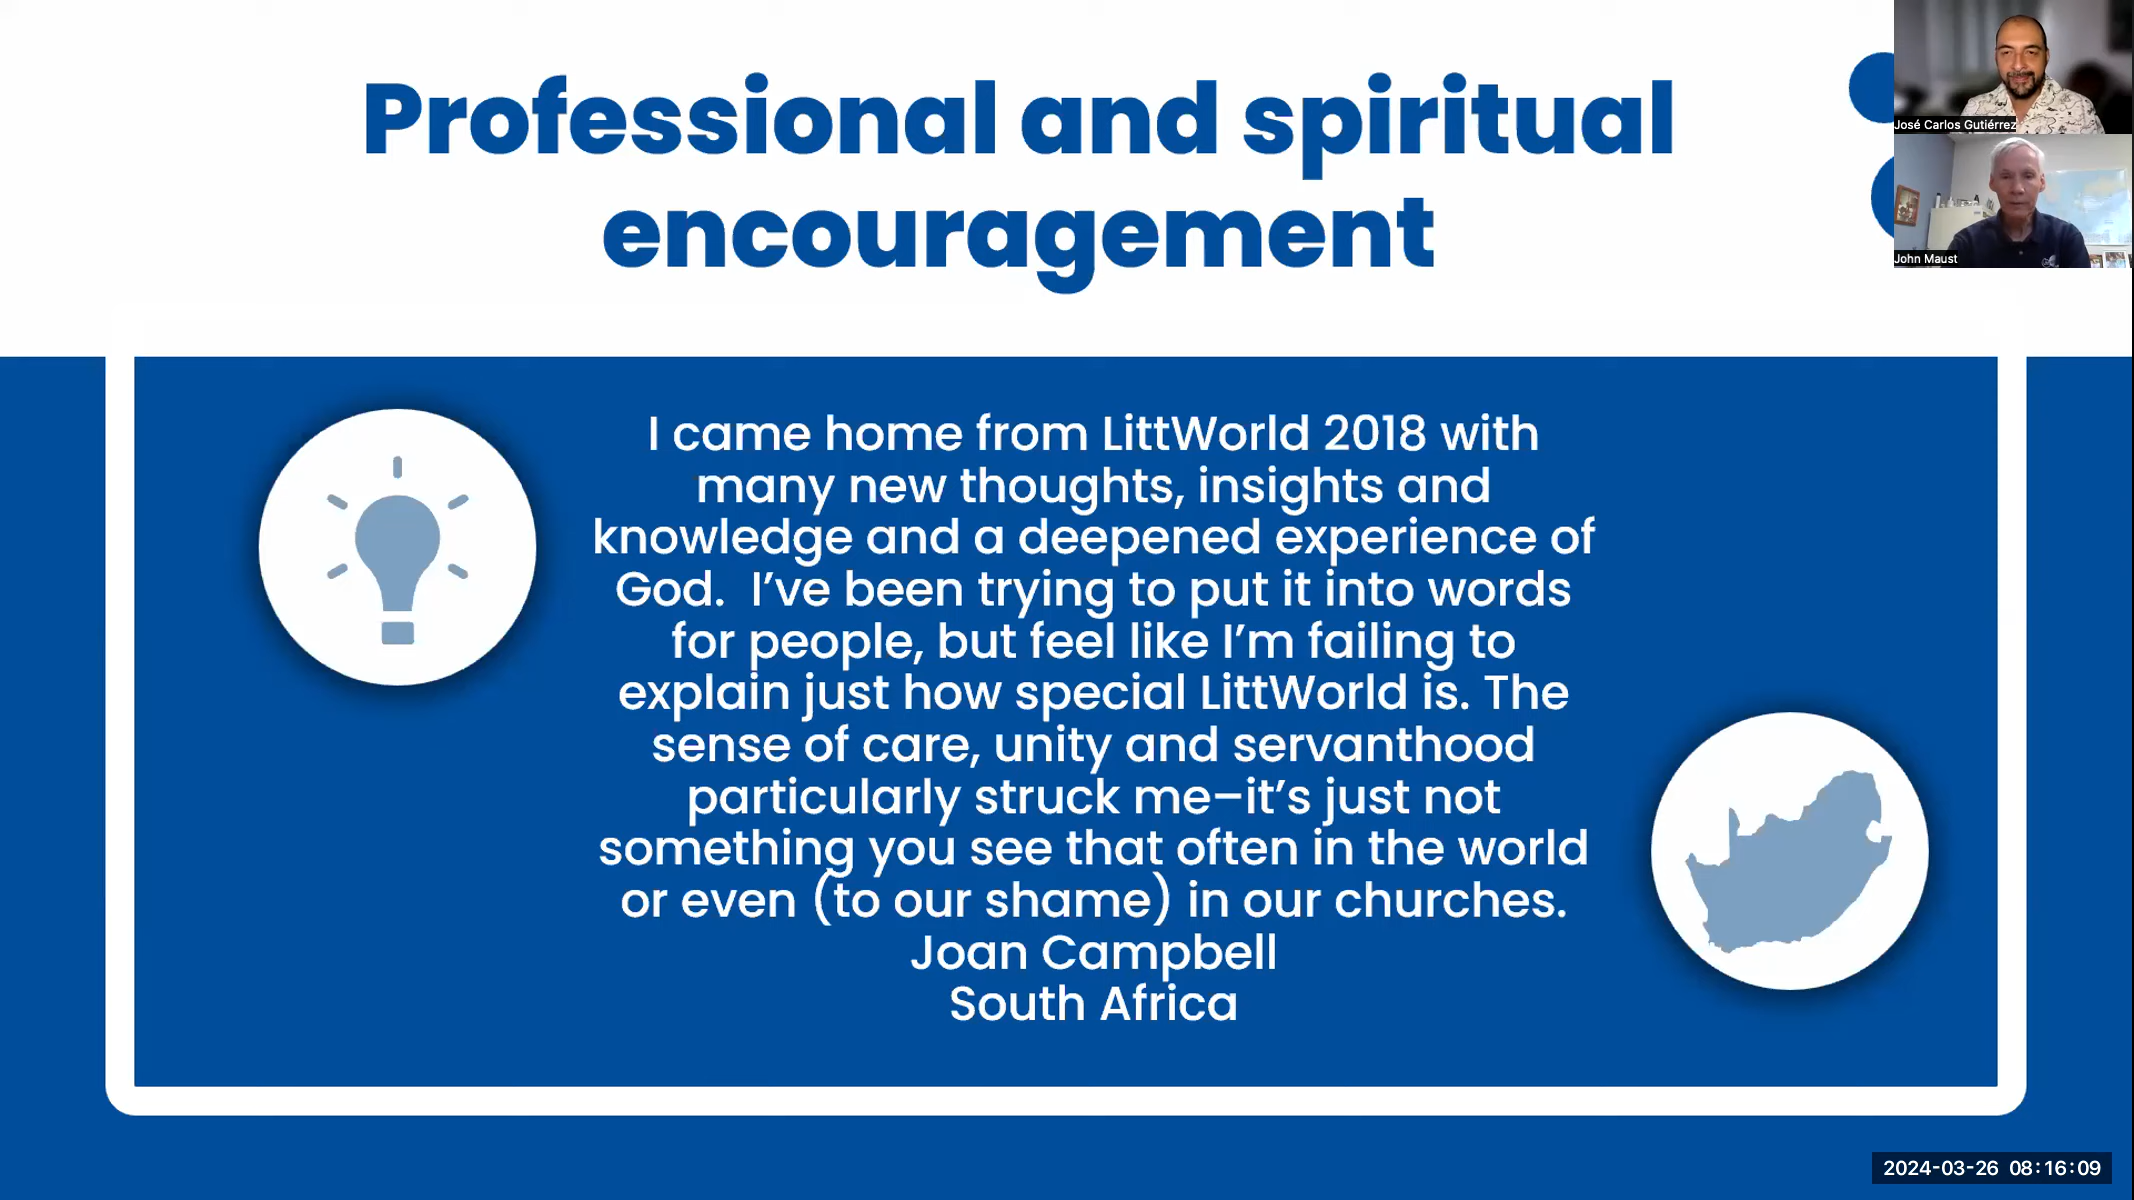 Professional and spiritual
encouragement
José Carlos Gutiérrez
John Maust
I came home from LittWorld 2018 with
many new thoughts, insights and
knowledge and a deepened experience of
God.  I’ve been trying to put it into words
for people, but feel like I’m failing to
explain just how special LittWorld is. The
sense of care, unity and servanthood
particularly struck me–it’s just not
something you see that often in the world
or even (to our shame) in our churches.
Joan Campbell
South Africa
2024-03-26 08:16:09